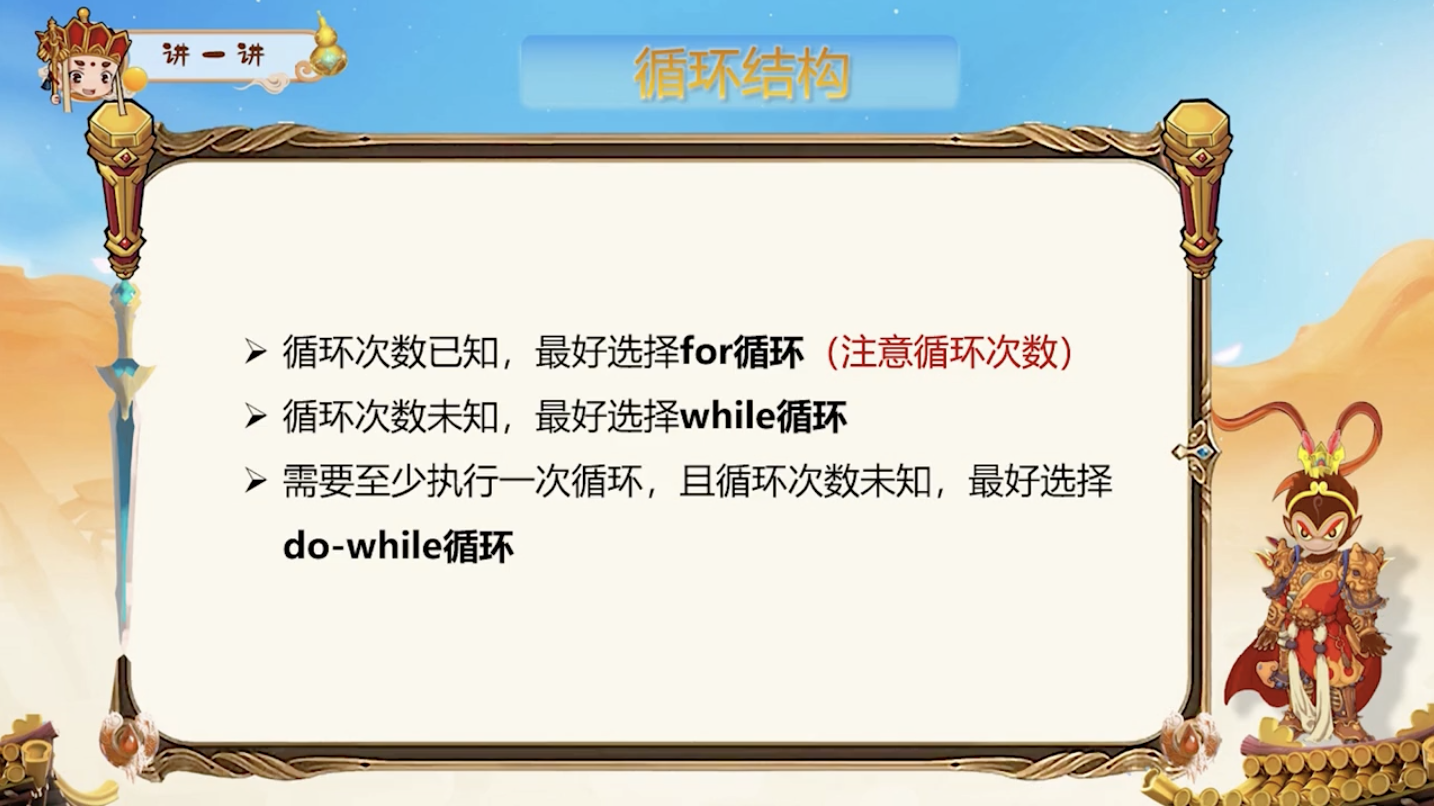 讲一讲
循环结构
➢ 循环次数已知，最好选择for循环（注意循环次数）
➢ 循环次数未知，最好选择while循环
➢ 需要至少执行一次循环，且循环次数未知，最好选择
do-while循环